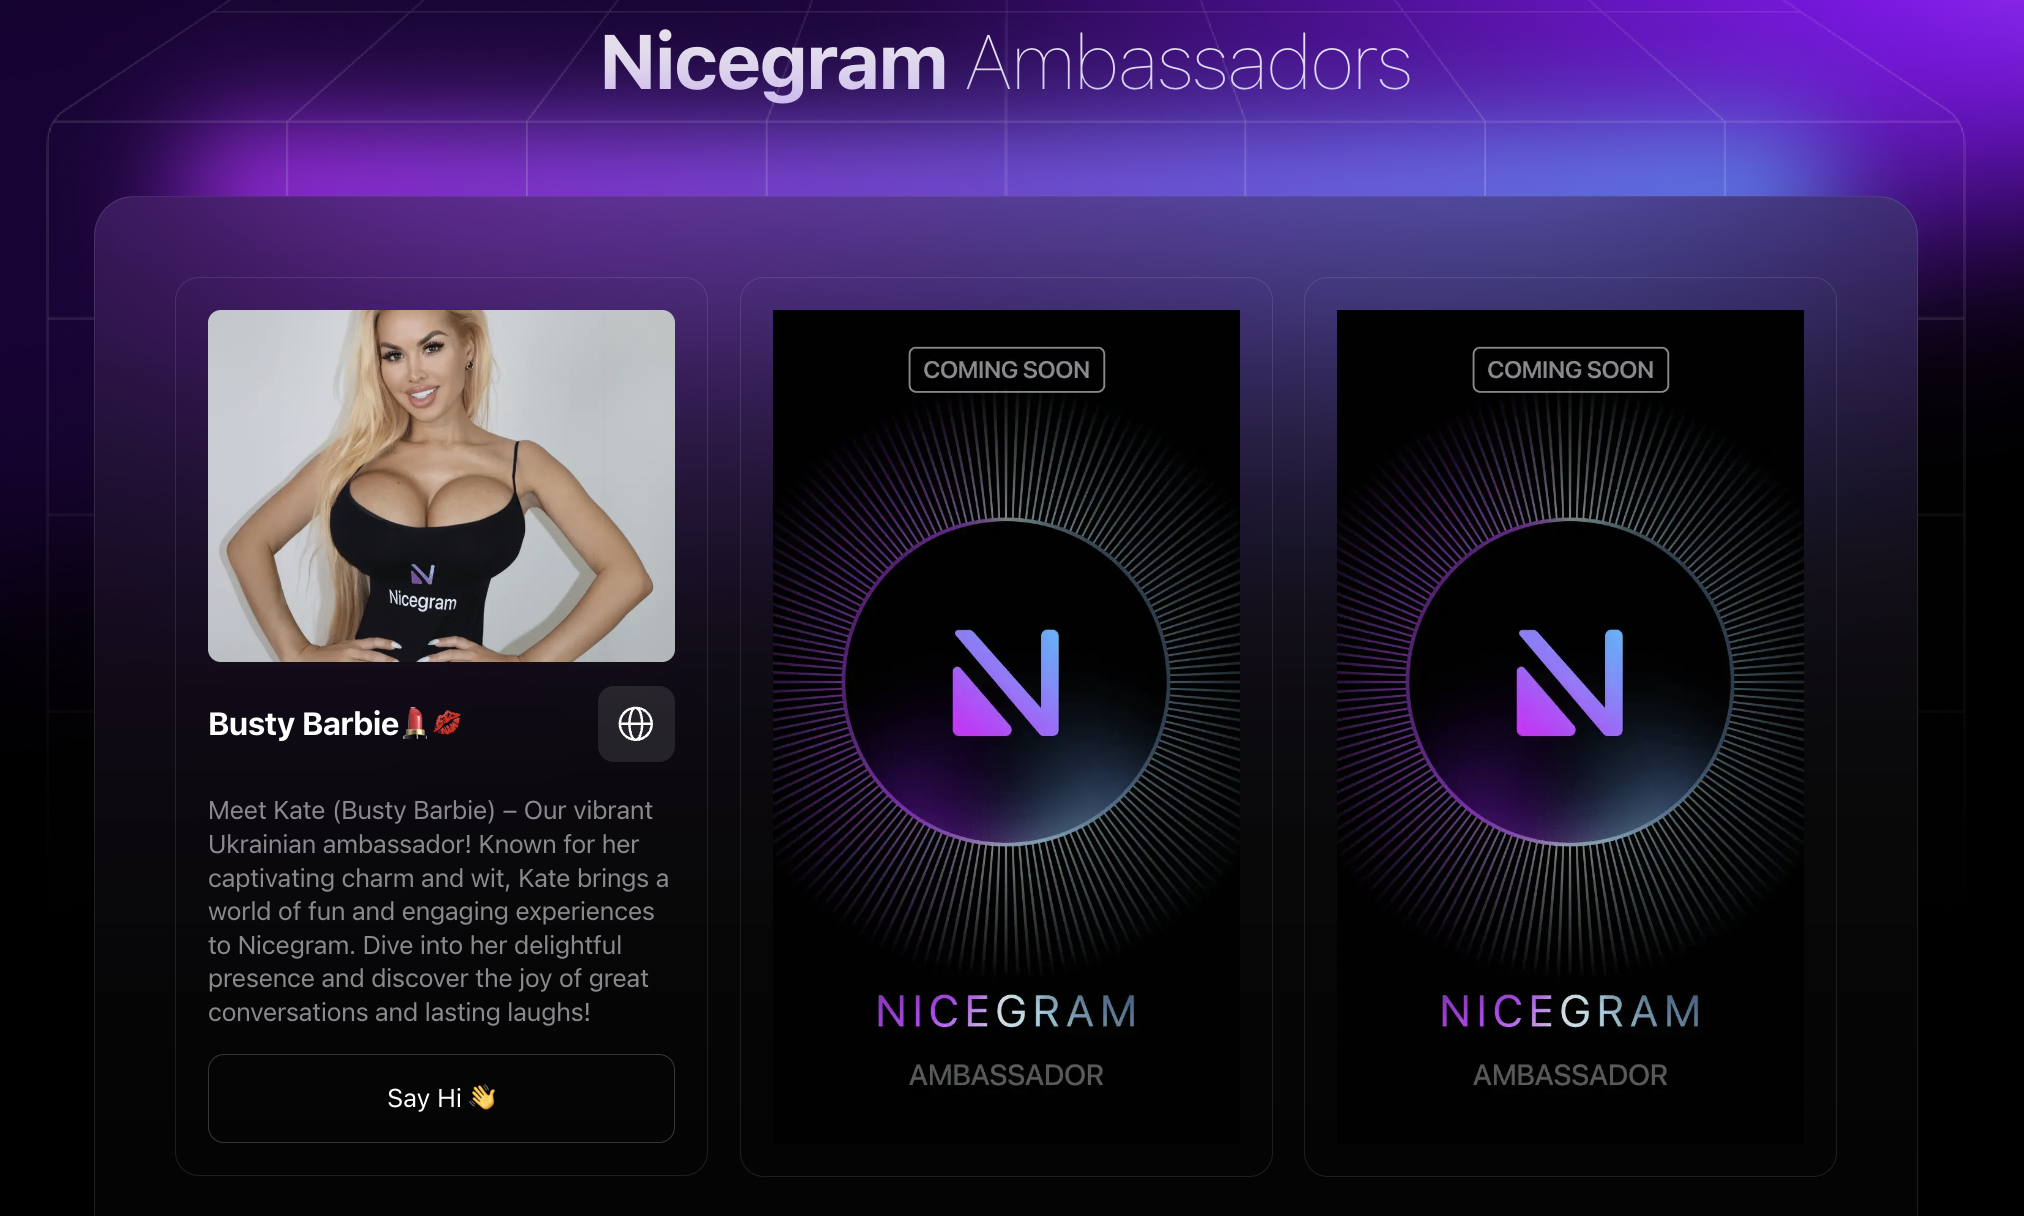 Nicegram Ambassadors
Nicegram
Busty Barbie💄💋
Meet Kate (Busty Barbie) – Our vibrant
Ukrainian ambassador! Known for her
captivating charm and wit, Kate brings a
world of fun and engaging experiences
to Nicegram. Dive into her delightful
presence and discover the joy of great
conversations and lasting laughs!
Say Hi 👋
COMING SOON
NICEGRAM
AMBASSADOR
COMING SOON
NICEGRAM
AMBASSADOR